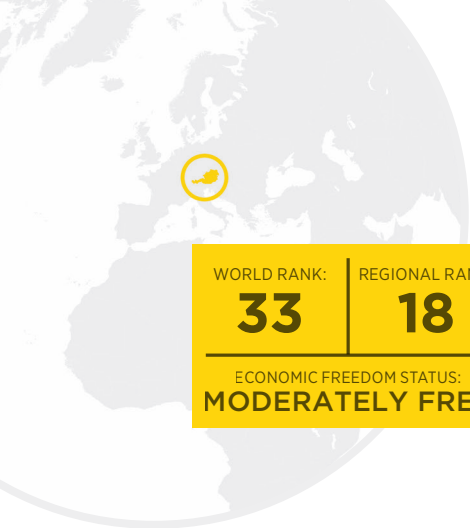 WORLD RANK: REGIONAL RAN
33 18
ECONOMIC FREEDOM STATUS:
MODERATELY FRE